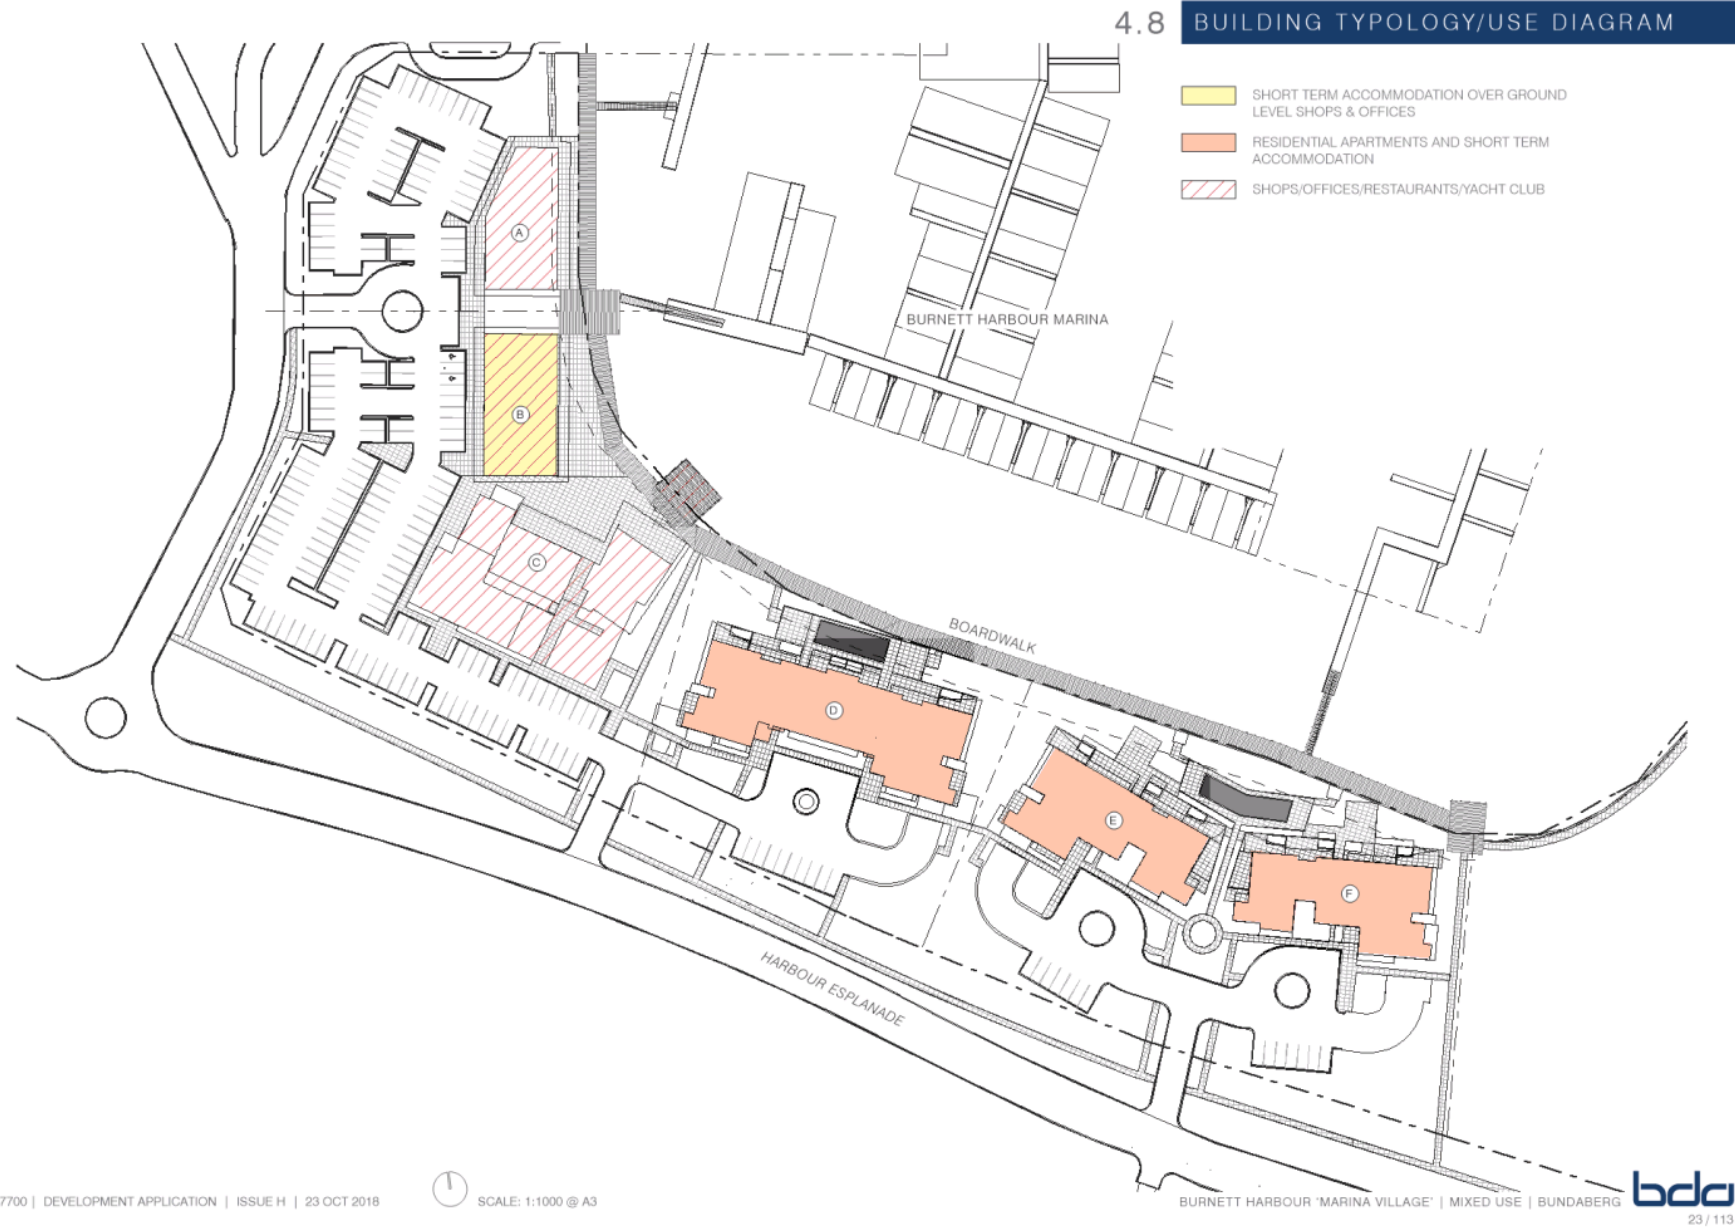 4.8 BUILDING TYPOLOGY/USE DIAGRAM
SHORT TERM ACCOMMODATION OVER GROUND
LEVEL SHOPS & OFFICES
RESIDENTIAL APARTMENTS AND SHORT TERM
ACCOMMODATION
SHOPS/OFFICES/RESTAURANTS/YACHT CLUB
A
BURNETT HARBOUR MARINA
B
C
BOARDWALK
D
E
F
HARBOUR ESPLANADE
7700 | DEVELOPMENT APPLICATION | ISSUE H | 23 OCT 2018
SCALE: 1:1000 @ A3
BURNETT HARBOUR 'MARINA VILLAGE' | MIXED USE | BUNDABERG
bda
23 / 113